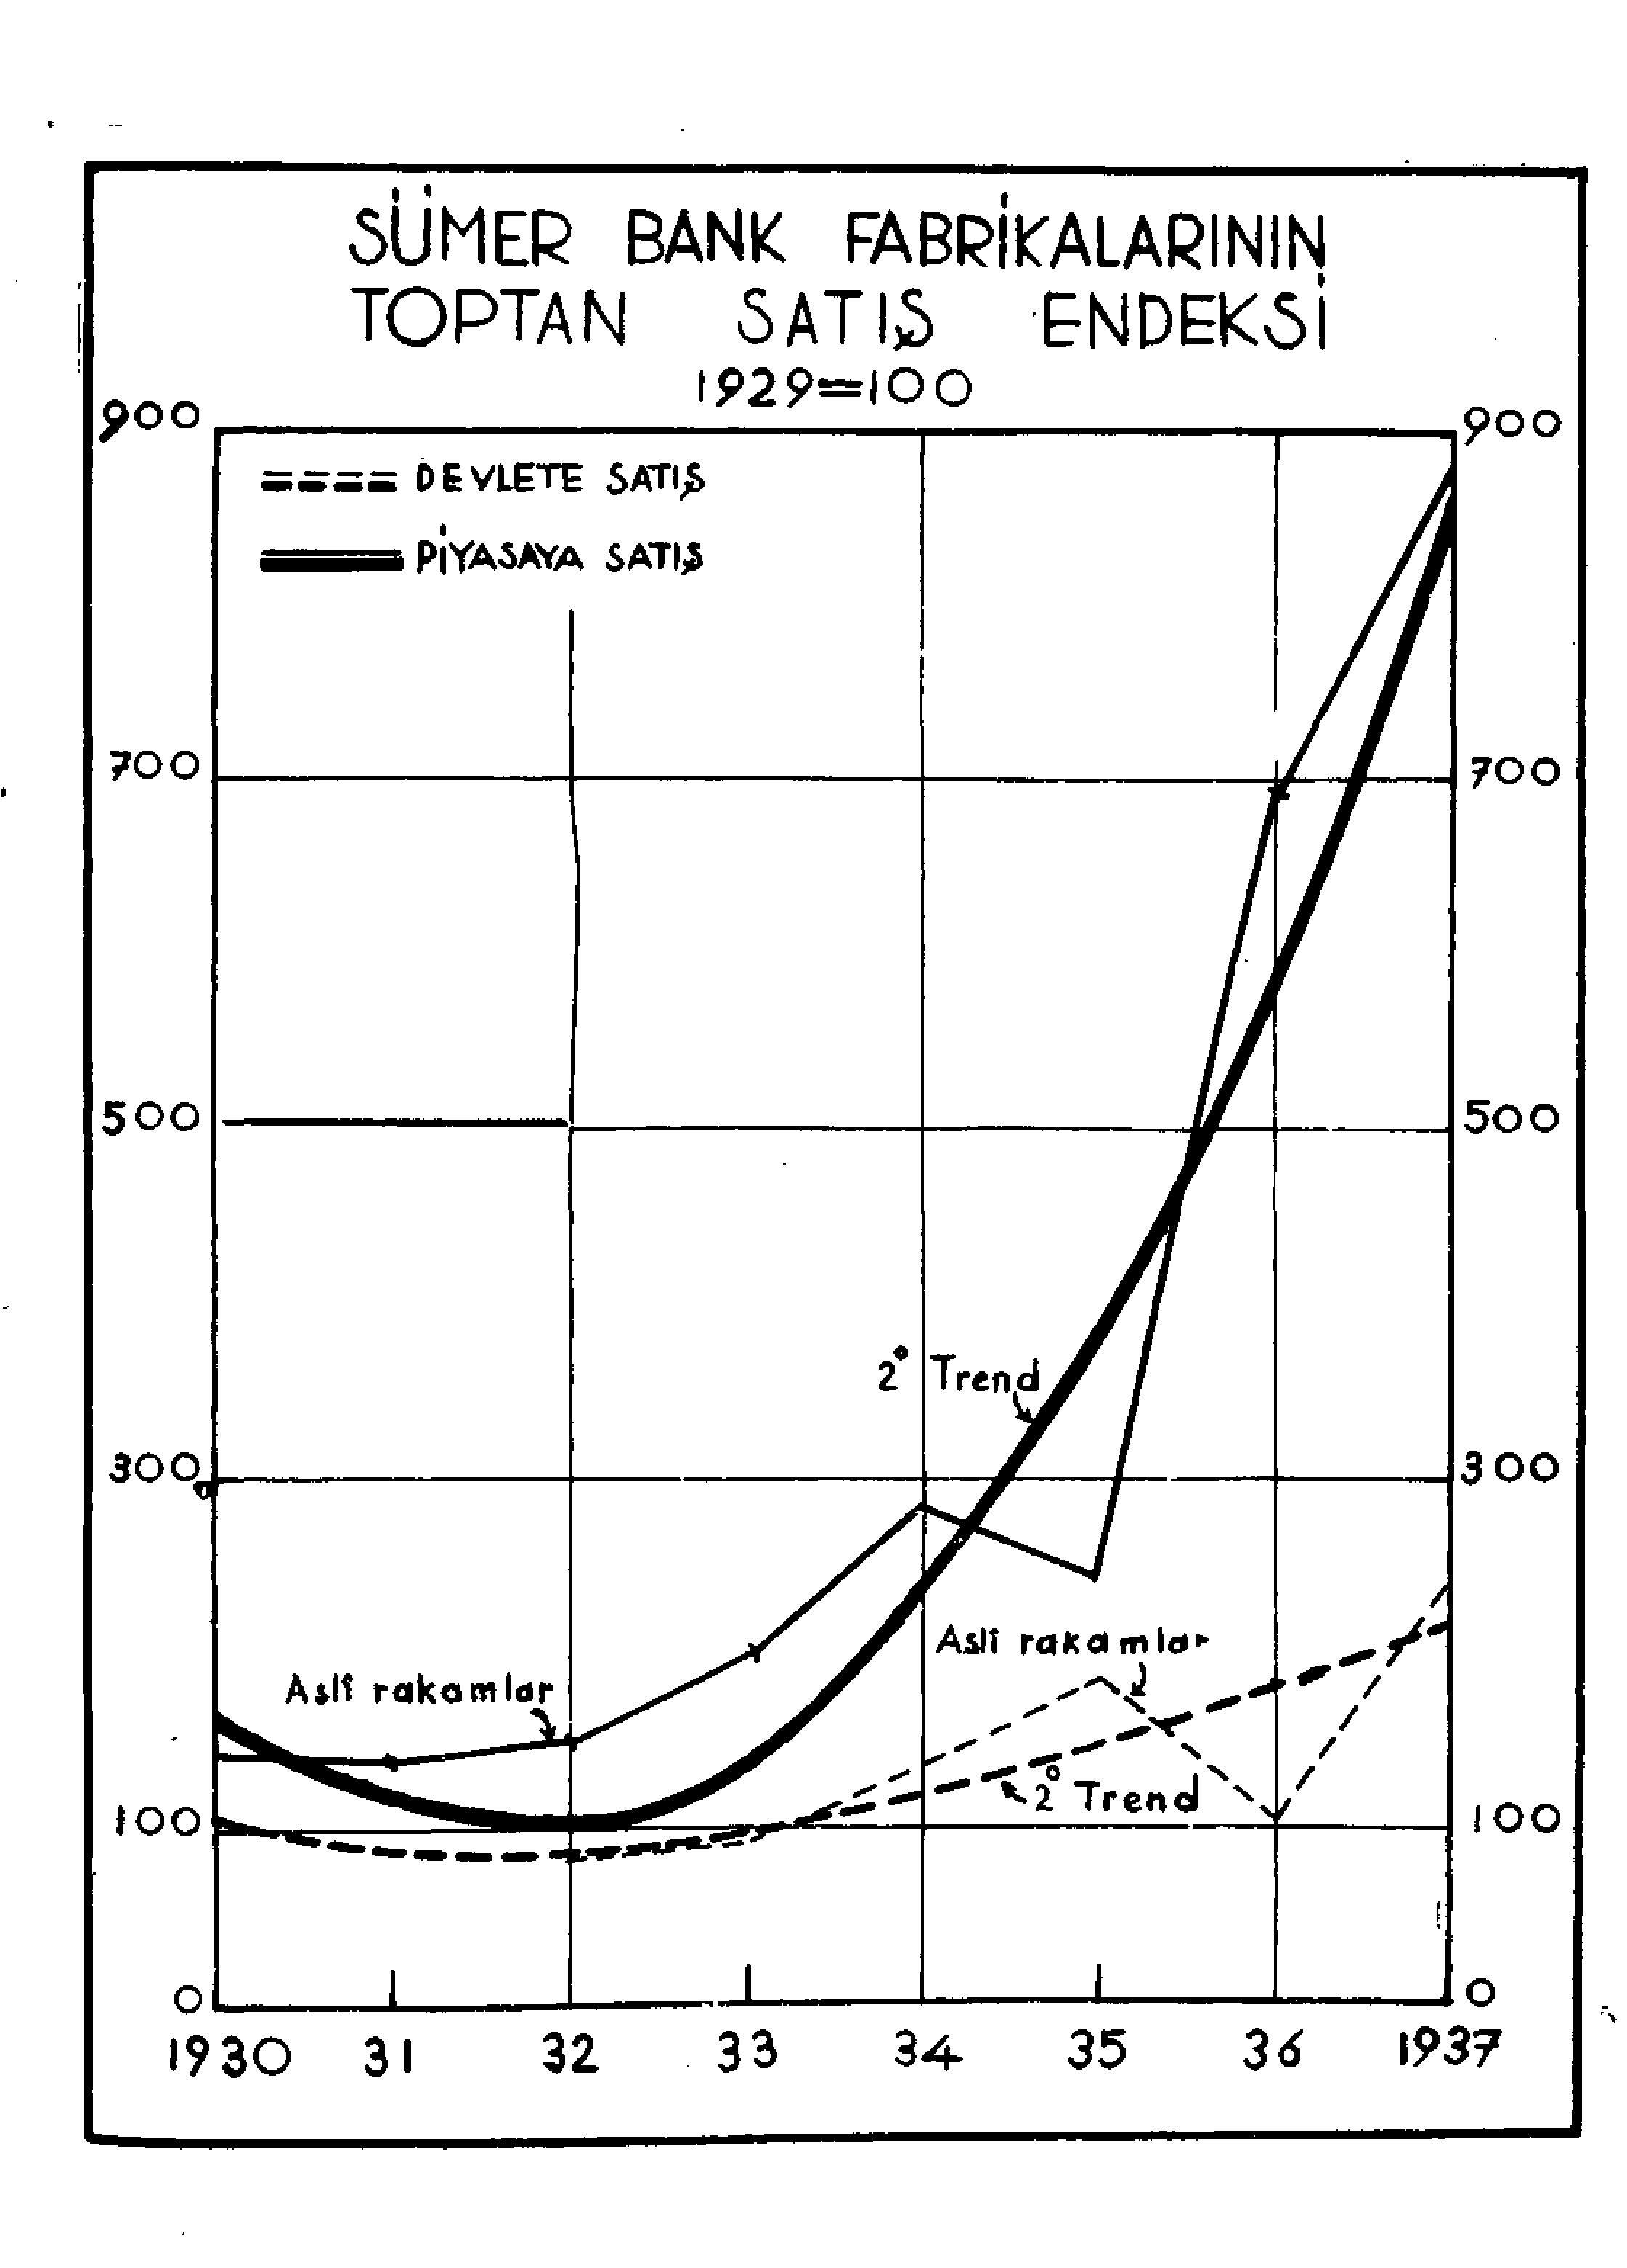 SÜMER BANK FABRİKALARININ
TOPTAN SATIŞ ENDEKSİ
1929=100
900 900
DEVLETE SATIŞ
PİYASAYA SATIŞ
700 700
500 500
2° Trend
300 300
Aslî rakamlar
Aslî rakamlar
2° Trend
100 100
0 0
1930 31 32 33 34 35 36 1937